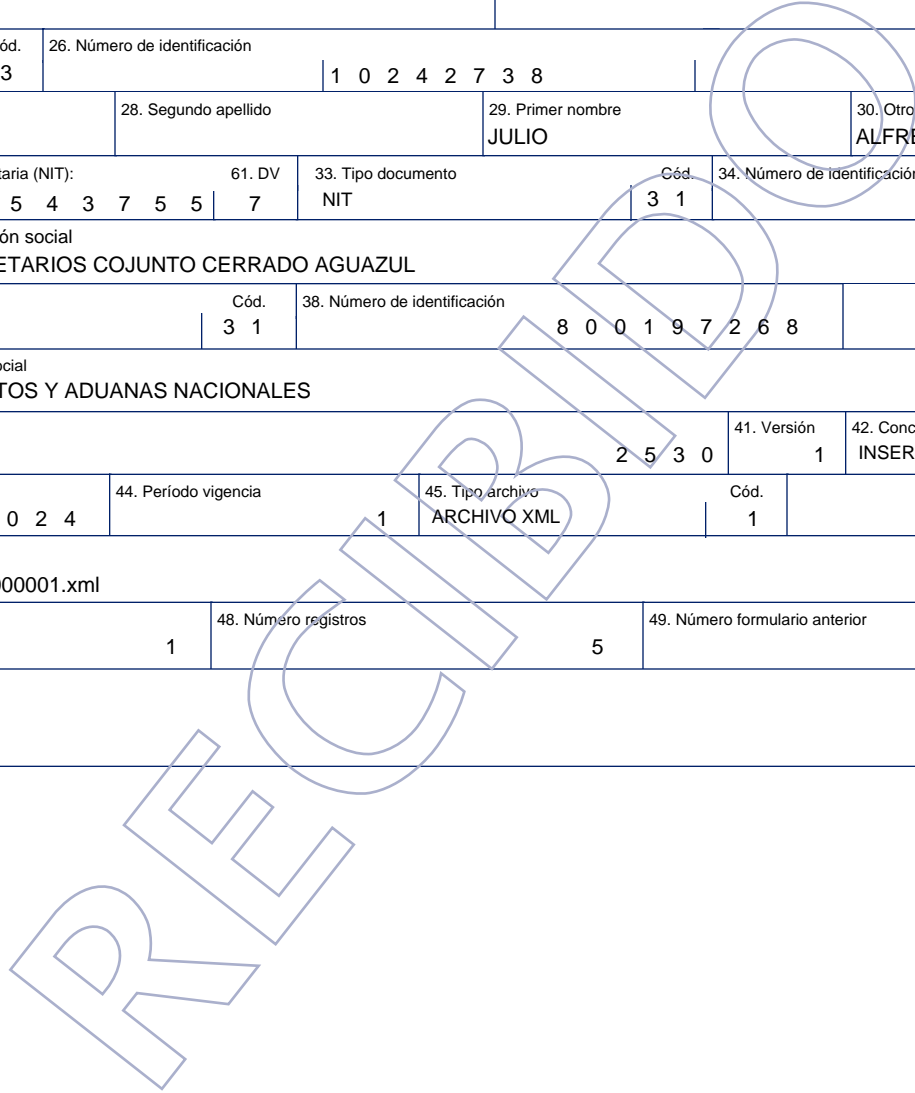 ód. 26. Número de identificación
3 1 0 2 4 2 7 3 8
28. Segundo apellido 29. Primer nombre 30. Otro
JULIO ALFRE
taria (NIT): 61. DV 33. Tipo documento Cód. 34. Número de identificación
5 4 3 7 5 5 7 NIT 3 1
ón social
ETARIOS COJUNTO CERRADO AGUAZUL
Cód. 38. Número de identificación
3 1 8 0 0 1 9 7 2 6 8
ocial
TOS Y ADUANAS NACIONALES
41. Versión 42. Conc
2 5 3 0 1 INSER
44. Período vigencia 45. Tipo archivo Cód.
0 2 4 1 ARCHIVO XML 1
000001.xml
48. Número registros 49. Número formulario anterior
1 5
RECIBIDO